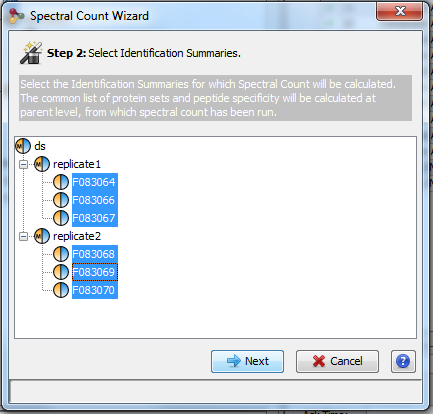 Spectral Count Wizard
Step 2: Select Identification Summaries.
Select the Identification Summaries for which Spectral Count will be calculated.
The common list of protein sets and peptide specificity will be calculated at
parent level, from which spectral count has been run.
M ds
M replicate1
F083064
F083066
F083067
M replicate2
F083068
F083069
F083070
Next Cancel ?